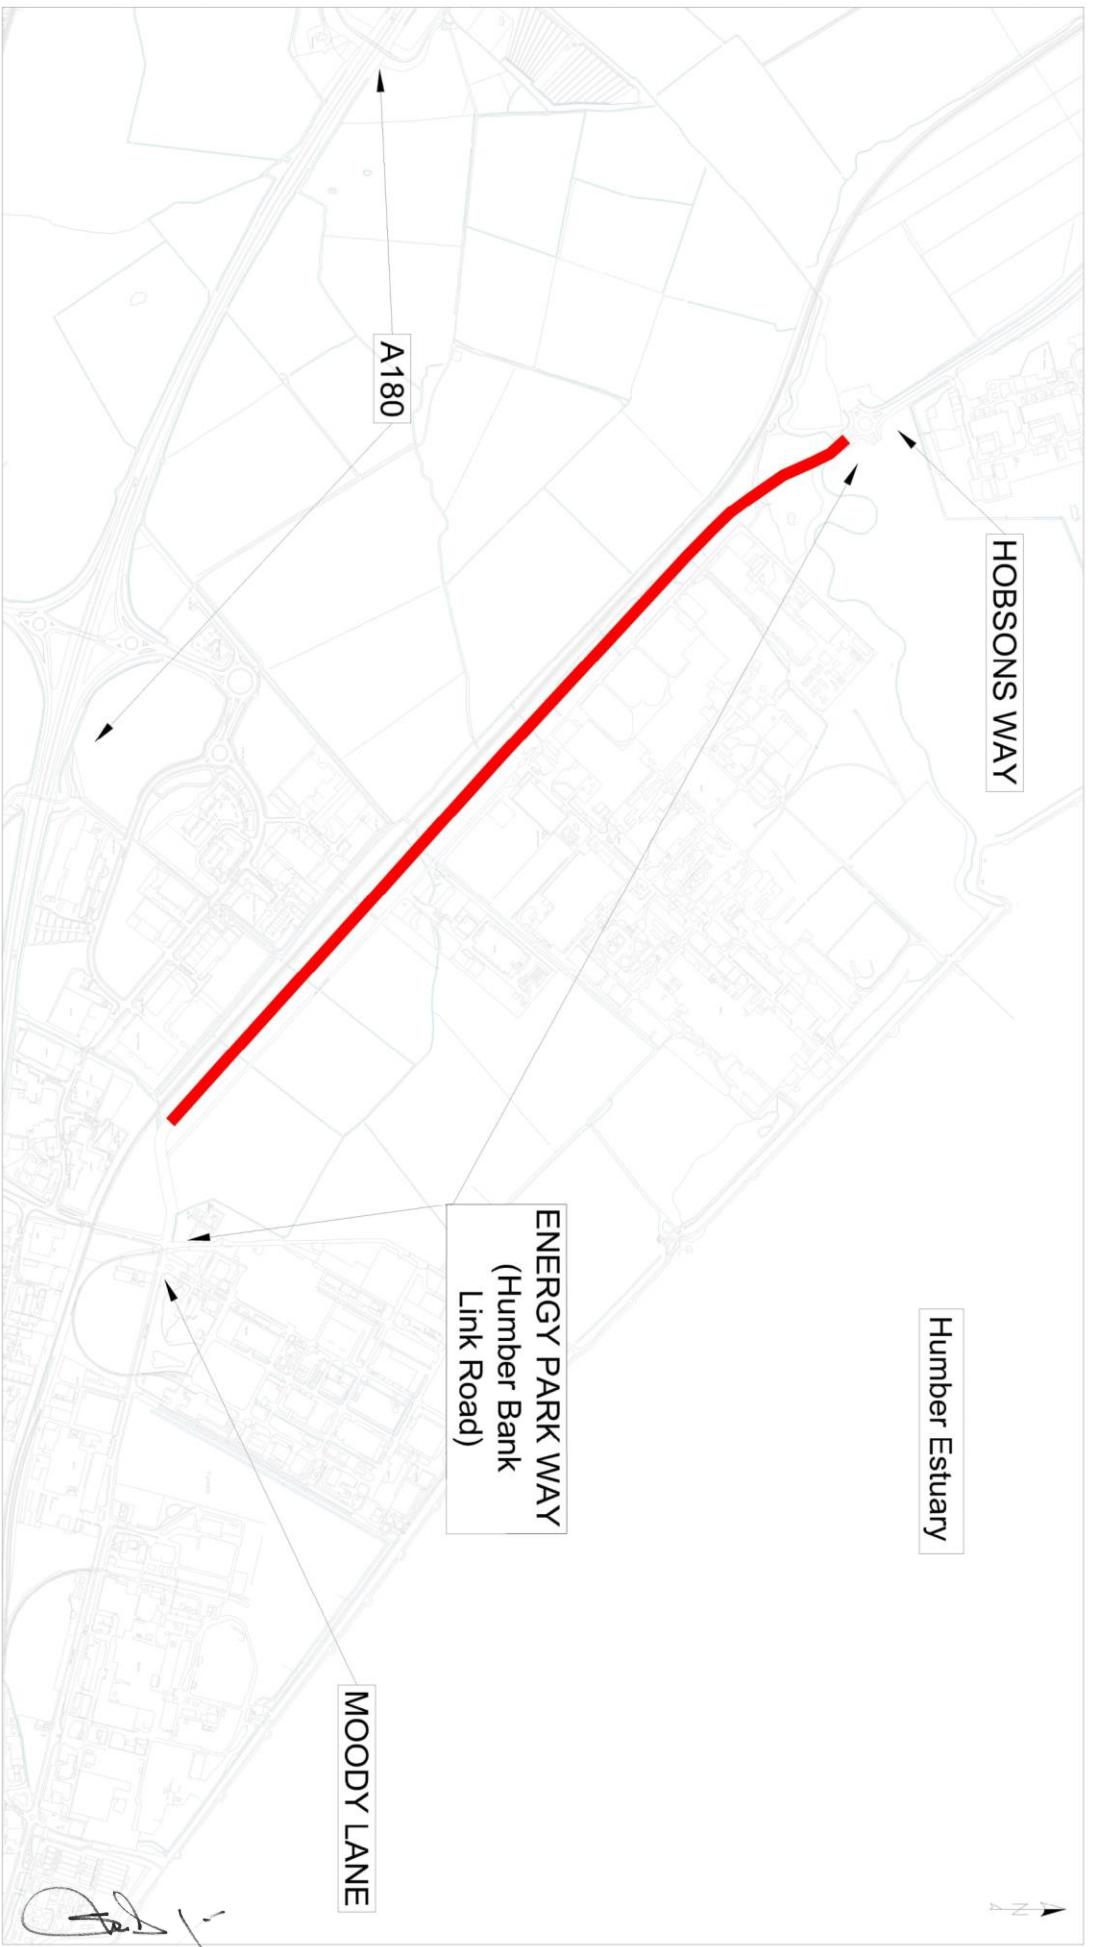 HOBSONS WAY
Humber Estuary
A180
ENERGY PARK WAY
(Humber Bank
Link Road)
MOODY LANE
N